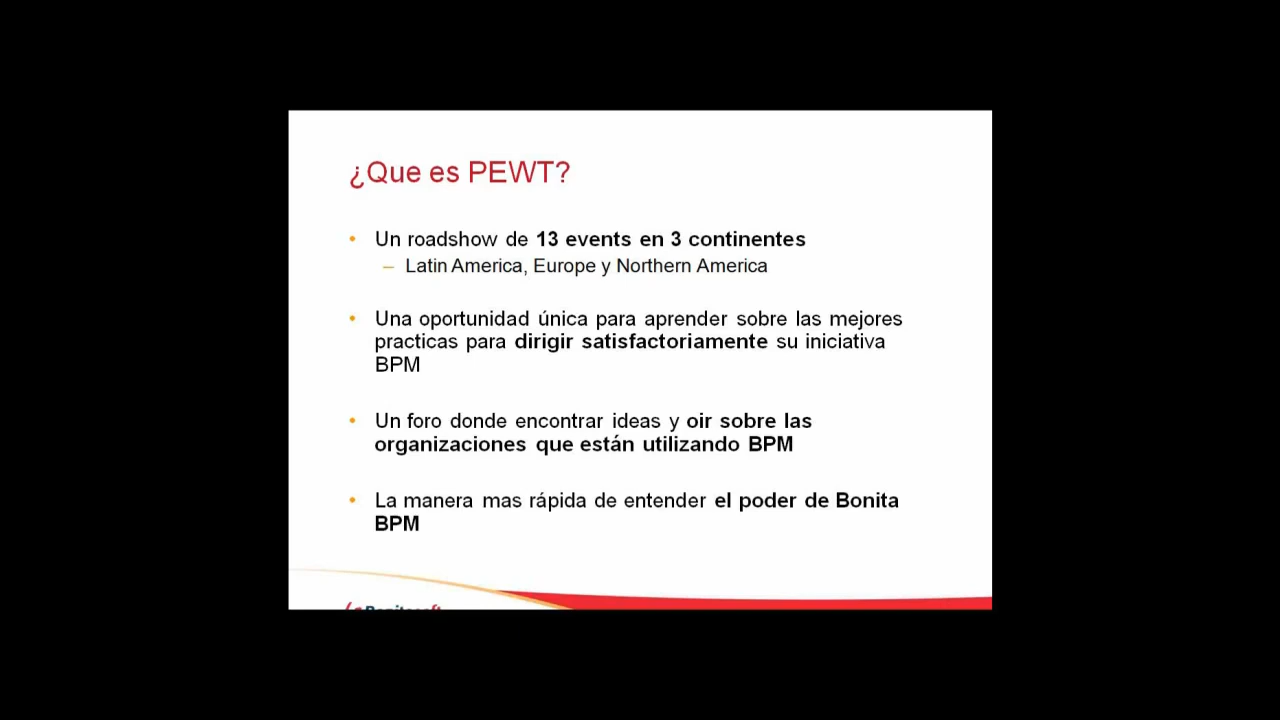 ¿Que es PEWT?
• Un roadshow de 13 events en 3 continentes
– Latin America, Europe y Northern America
• Una oportunidad única para aprender sobre las mejores
practicas para dirigir satisfactoriamente su iniciativa
BPM
• Un foro donde encontrar ideas y oir sobre las
organizaciones que están utilizando BPM
• La manera mas rápida de entender el poder de Bonita
BPM
Bonitasoft